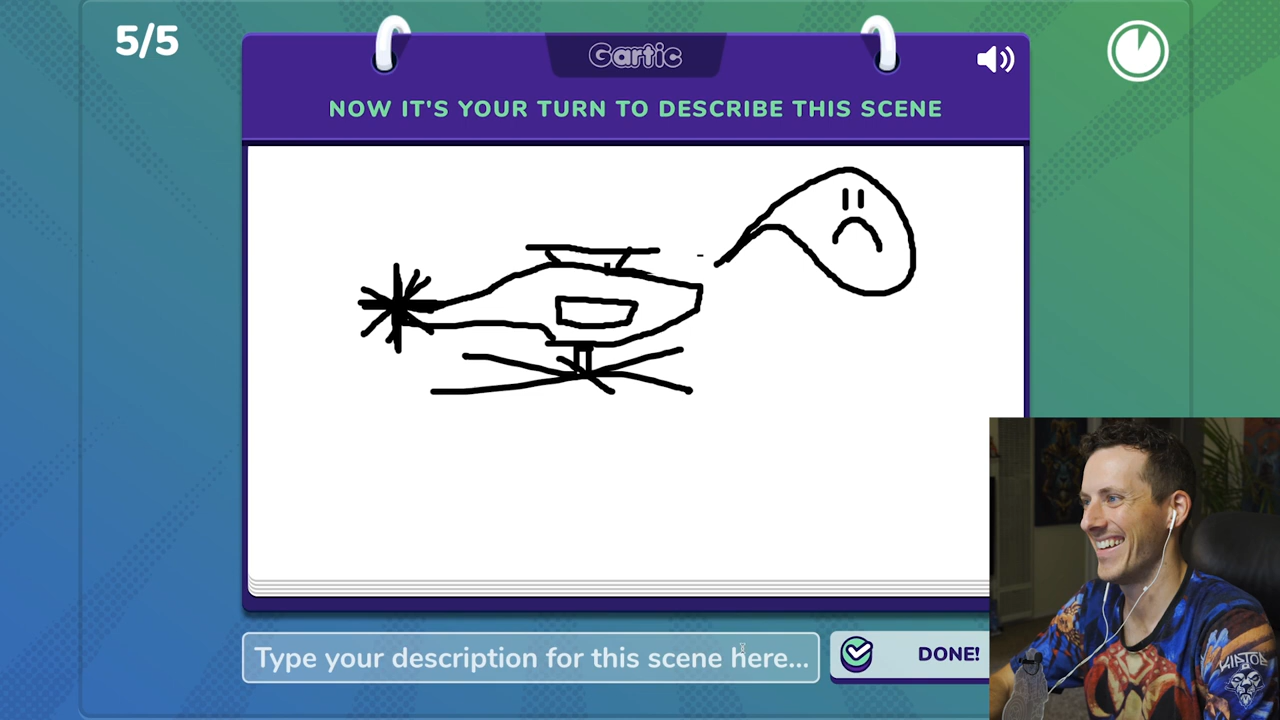 5/5
Gartic
NOW IT'S YOUR TURN TO DESCRIBE THIS SCENE
Type your description for this scene here...
DONE!